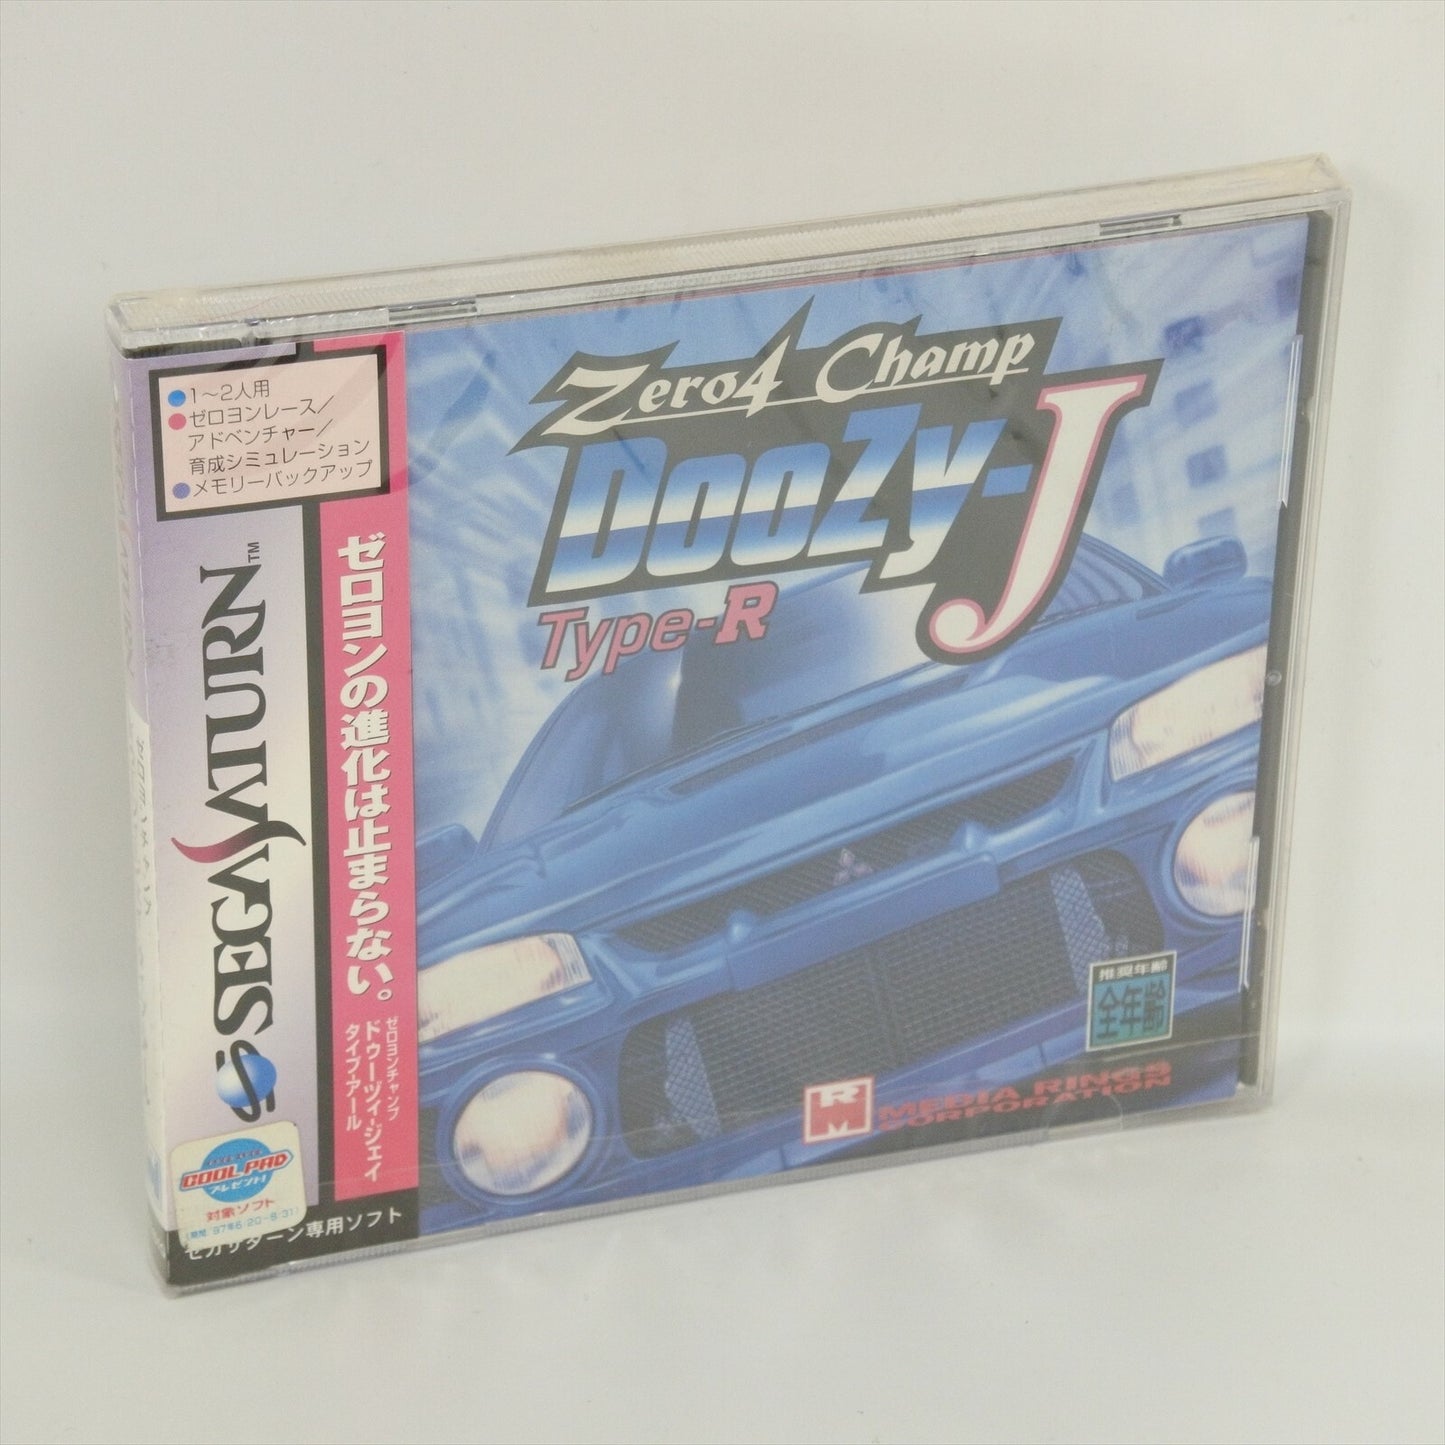 ●1〜2人用
●ゼロヨンレース／
アドベンチャー／
育成シミュレーション
●メモリーバックアップ
SEGA SATURN™
ゼロヨンの進化は止まらない。
ゼロヨンチャンプ
ドゥーヅィ-ジェイ
タイプ-アール
COOL PAD
プレゼント!
対象ソフト
セガサターン専用ソフト
Zero4 Champ
DooZy-J
Type-R
推奨年齢
全年齢
RM
MEDIA RINGS
CORPORATION